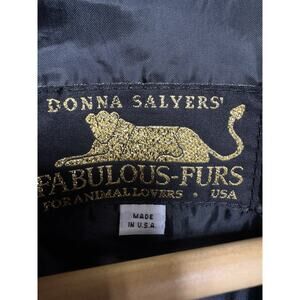 DONNA SALYERS'
FABULOUS-FURS
FOR ANIMAL LOVERS • USA
MADE
IN U.S.A.